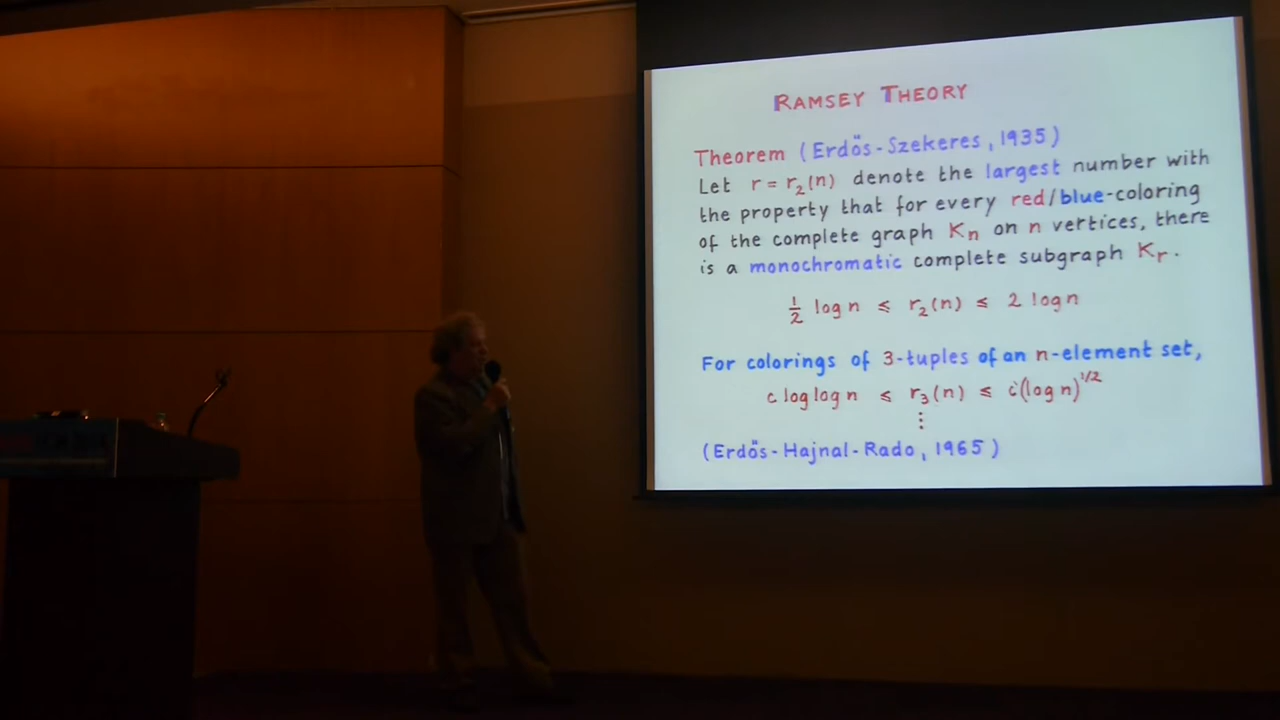 RAMSEY THEORY
Theorem (Erdős-Szekeres, 1935)
Let r = r₂(n) denote the largest number with
the property that for every red/blue-coloring
of the complete graph Kₙ on n vertices, there
is a monochromatic complete subgraph Kᵣ.
½ log n ≤ r₂(n) ≤ 2 log n
For colorings of 3-tuples of an n-element set,
c log log n ≤ r₃(n) ≤ c'(log n)^1/2
⋮
(Erdős-Hajnal-Rado, 1965)